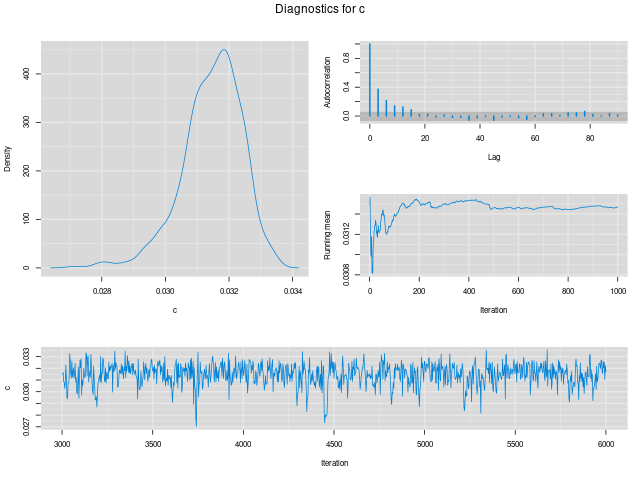 Diagnostics for c
Density
0 100 200 300 400
0.028 0.030 0.032 0.034
c
Autocorrelation
0.0 0.4 0.8
0 20 40 60 80
Lag
Running mean
0.0308 0.0312
0 200 400 600 800 1000
Iteration
c
0.027 0.030 0.033
3000 3500 4000 4500 5000 5500 6000
Iteration